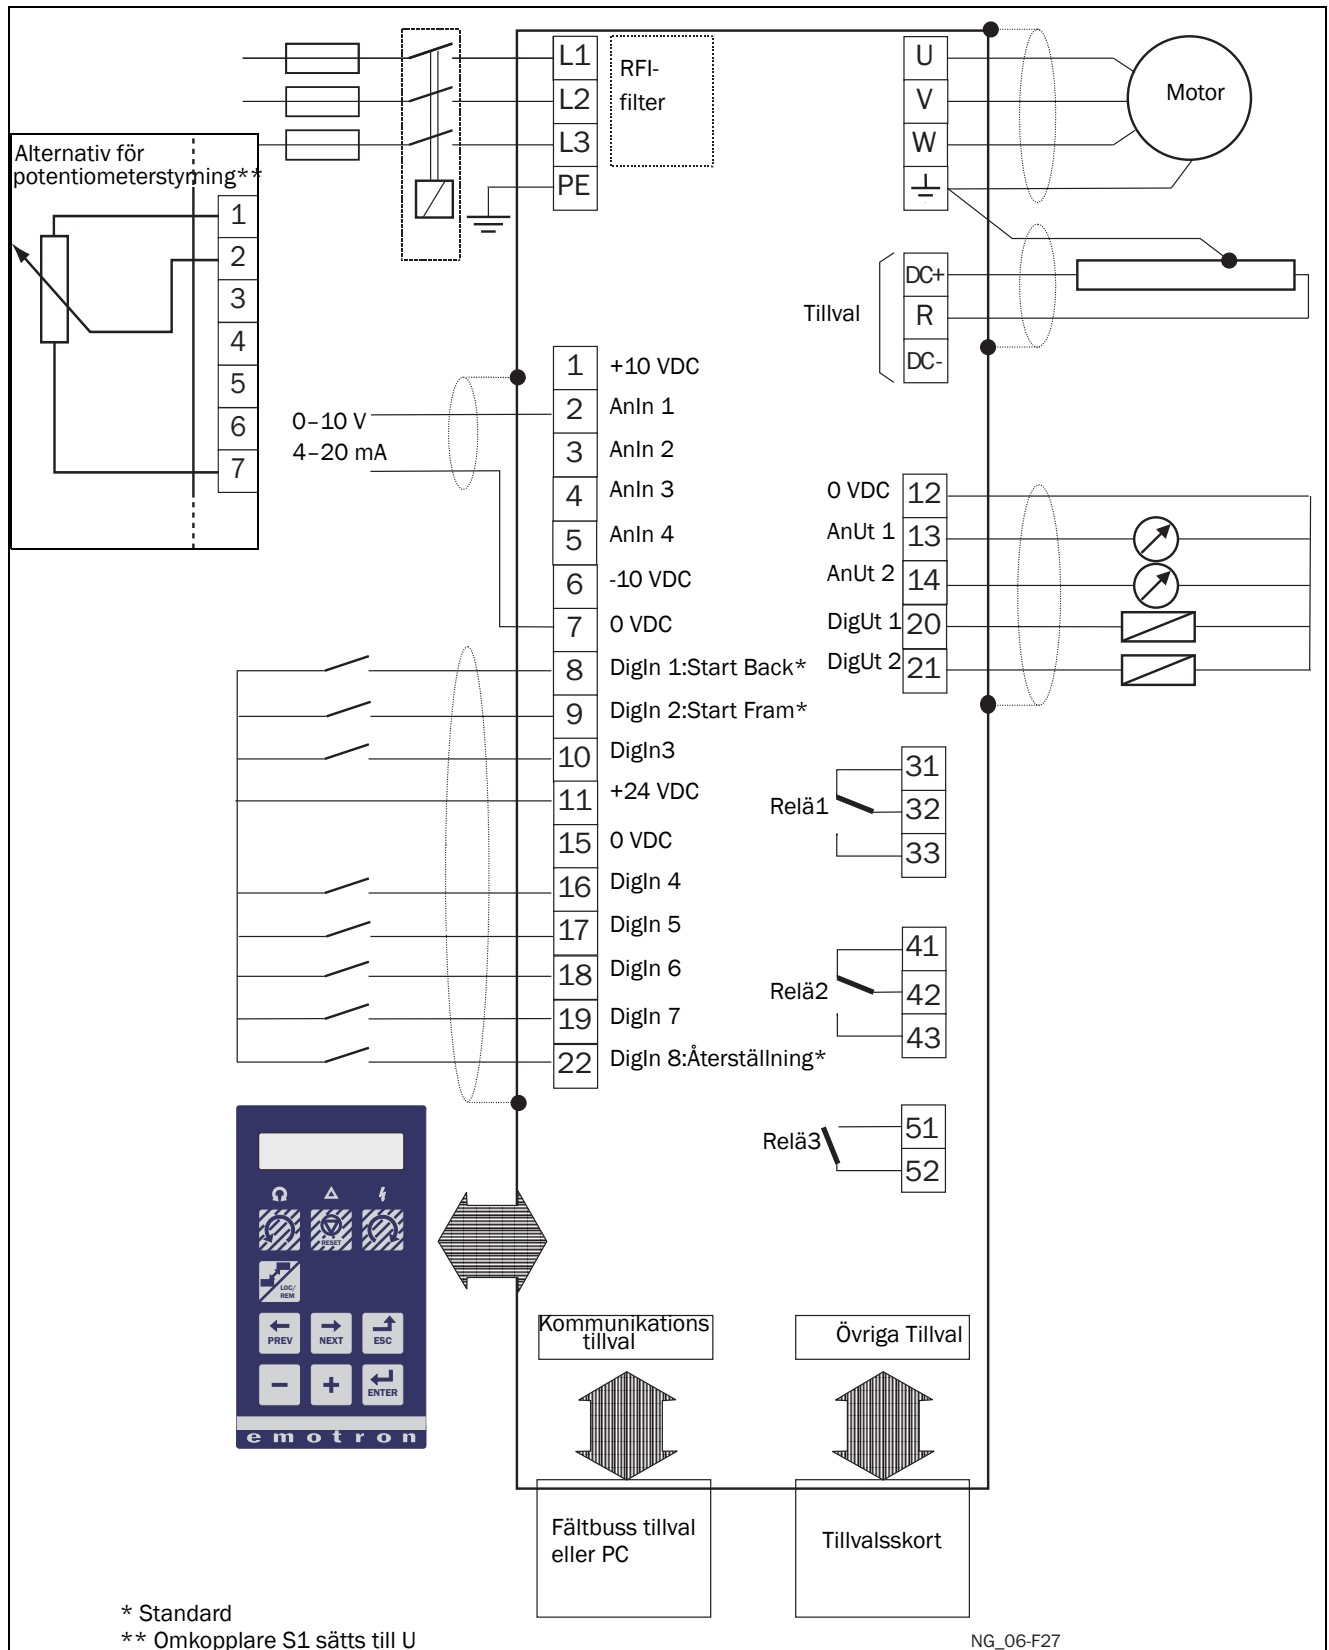 L1
L2
L3
PE
RFI-
filter
U
V
W
Motor
Alternativ för
potentiometerstyrning**
1
2
3
4
5
6
7
DC+
R
DC-
Tillval
0–10 V
4–20 mA
1 +10 VDC
2 AnIn 1
3 AnIn 2
4 AnIn 3
5 AnIn 4
6 -10 VDC
7 0 VDC
8 DigIn 1:Start Back*
9 DigIn 2:Start Fram*
10 DigIn3
11 +24 VDC
15 0 VDC
16 DigIn 4
17 DigIn 5
18 DigIn 6
19 DigIn 7
22 DigIn 8:Återställning*
0 VDC 12
AnUt 1 13
AnUt 2 14
DigUt 1 20
DigUt 2 21
Relä1
31
32
33
Relä2
41
42
43
Relä3
51
52
RESET
LOC/
REM
PREV
NEXT
ESC
–
+
ENTER
emotron
Kommunikations
tillval
Övriga Tillval
Fältbuss tillval
eller PC
Tillvalsskort
* Standard
** Omkopplare S1 sätts till U
NG_06-F27